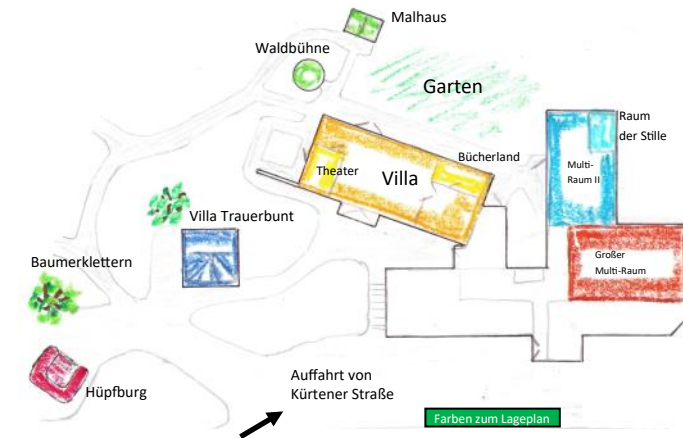 Malhaus
Waldbühne
Garten
Raum
der Stille
Bücherland
Multi-
Raum II
Theater
Villa
Villa Trauerbunt
Baumerklettern
Großer
Multi-Raum
Auffahrt von
Kürtener Straße
Hüpfburg
Farben zum Lageplan